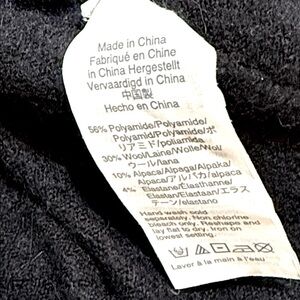 Made in China
Fabriqué en Chine
in China Hergestellt
Vervaardigd in China
中国製
Hecho en China
56% Polyamide/Polyamide/
Polyamide/Polyamide/ポ
リアミド/poliamida
30% Wool/Laine/Wolle/Wol/
ウール/lana
10% Alpaca/Alpaga/Alpaka/
Alpaca/アルパカ/alpaca
4% Elastane/Élasthanne/
Elastan/Elastaan/エラス
テーン/elastano
Hand wash cold
separately. Non chlorine
bleach only. Reshape and
lay flat to dry. Iron on
lowest setting.
Laver à la main à l'eau